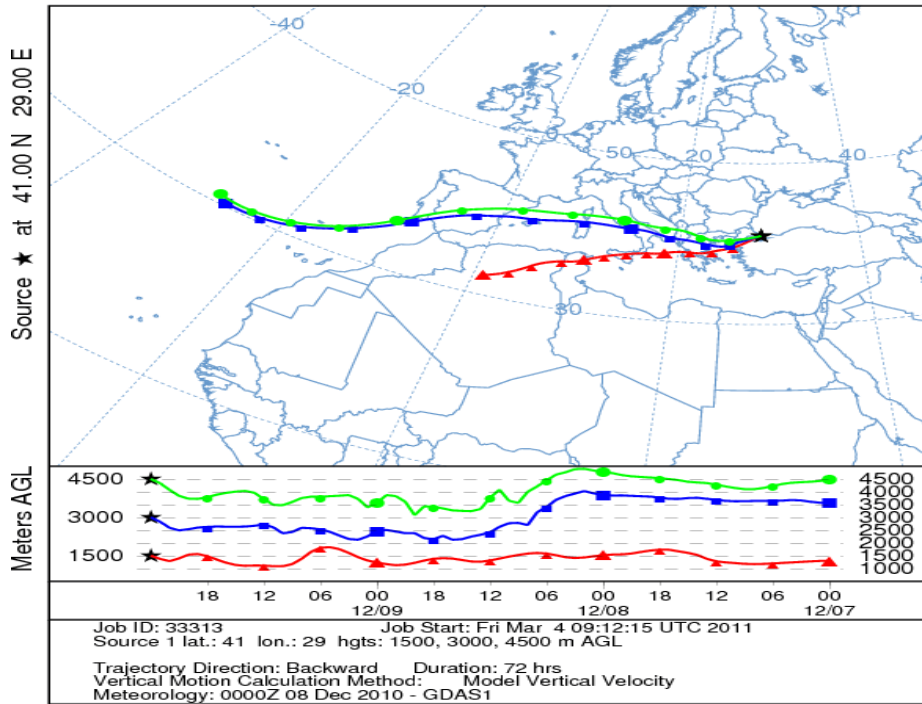 Source ★ at 41.00 N 29.00 E
-40
-20
0
50
20
40
30
Meters AGL
4500 4500
4000
3500
3000 3000
2500
2000
1500 1500
1000
18 12 06 00 18 12 06 00 18 12 06 00
12/09 12/08 12/07
Job ID: 33313 Job Start: Fri Mar 4 09:12:15 UTC 2011
Source 1 lat.: 41 lon.: 29 hgts: 1500, 3000, 4500 m AGL
Trajectory Direction: Backward Duration: 72 hrs
Vertical Motion Calculation Method: Model Vertical Velocity
Meteorology: 0000Z 08 Dec 2010 - GDAS1